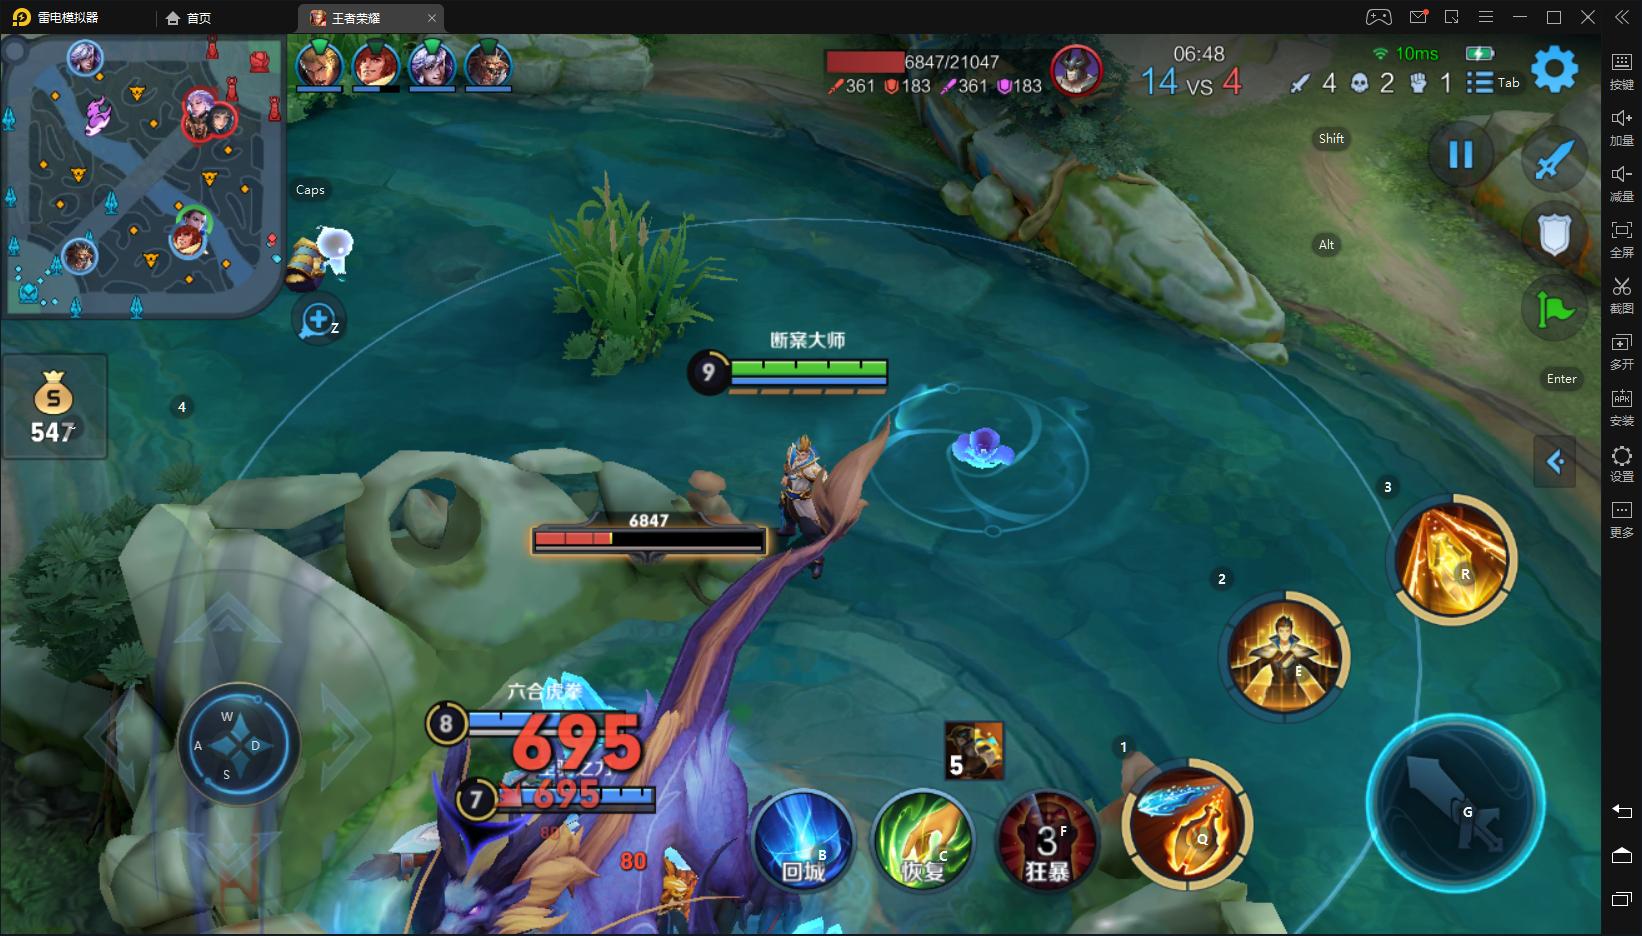 雷电模拟器
首页
王者荣耀
6847/21047
361
183
361
183
06:48
14 vs 4
10ms
4
2
1
Tab
Shift
Caps
Alt
Z
Enter
547
4
断案大师
9
6847
3
R
2
E
六合虎拳
8
695
7
695
80
80
5
1
W
A
D
S
B
回城
C
恢复
3
F
狂暴
Q
G
按键
加量
减量
全屏
截图
多开
APK
安装
设置
更多